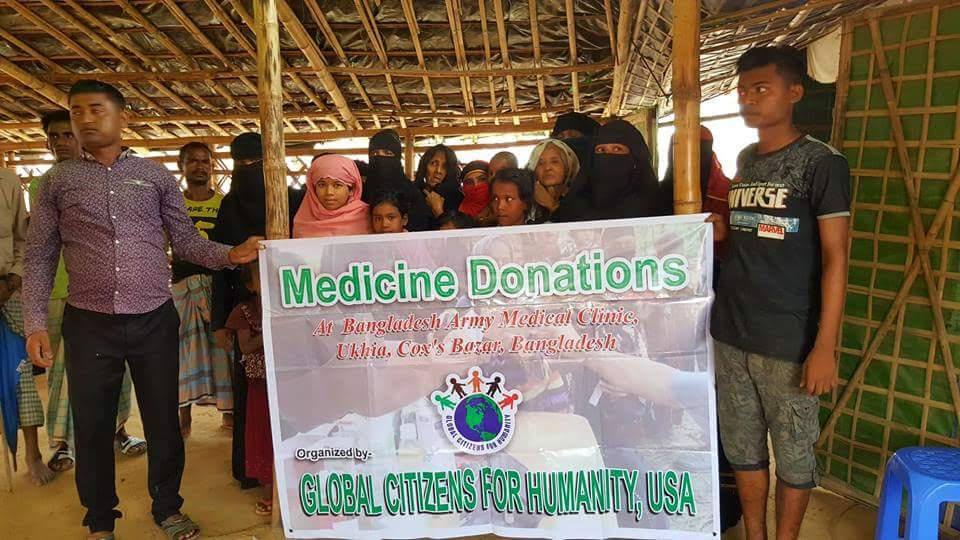 Medicine Donations
At Bangladesh Army Medical Clinic,
Ukhia, Cox's Bazar, Bangladesh
GLOBAL CITIZENS FOR HUMANITY
Organized by-
GLOBAL CITIZENS FOR HUMANITY, USA
NIVERSE
MARVEL